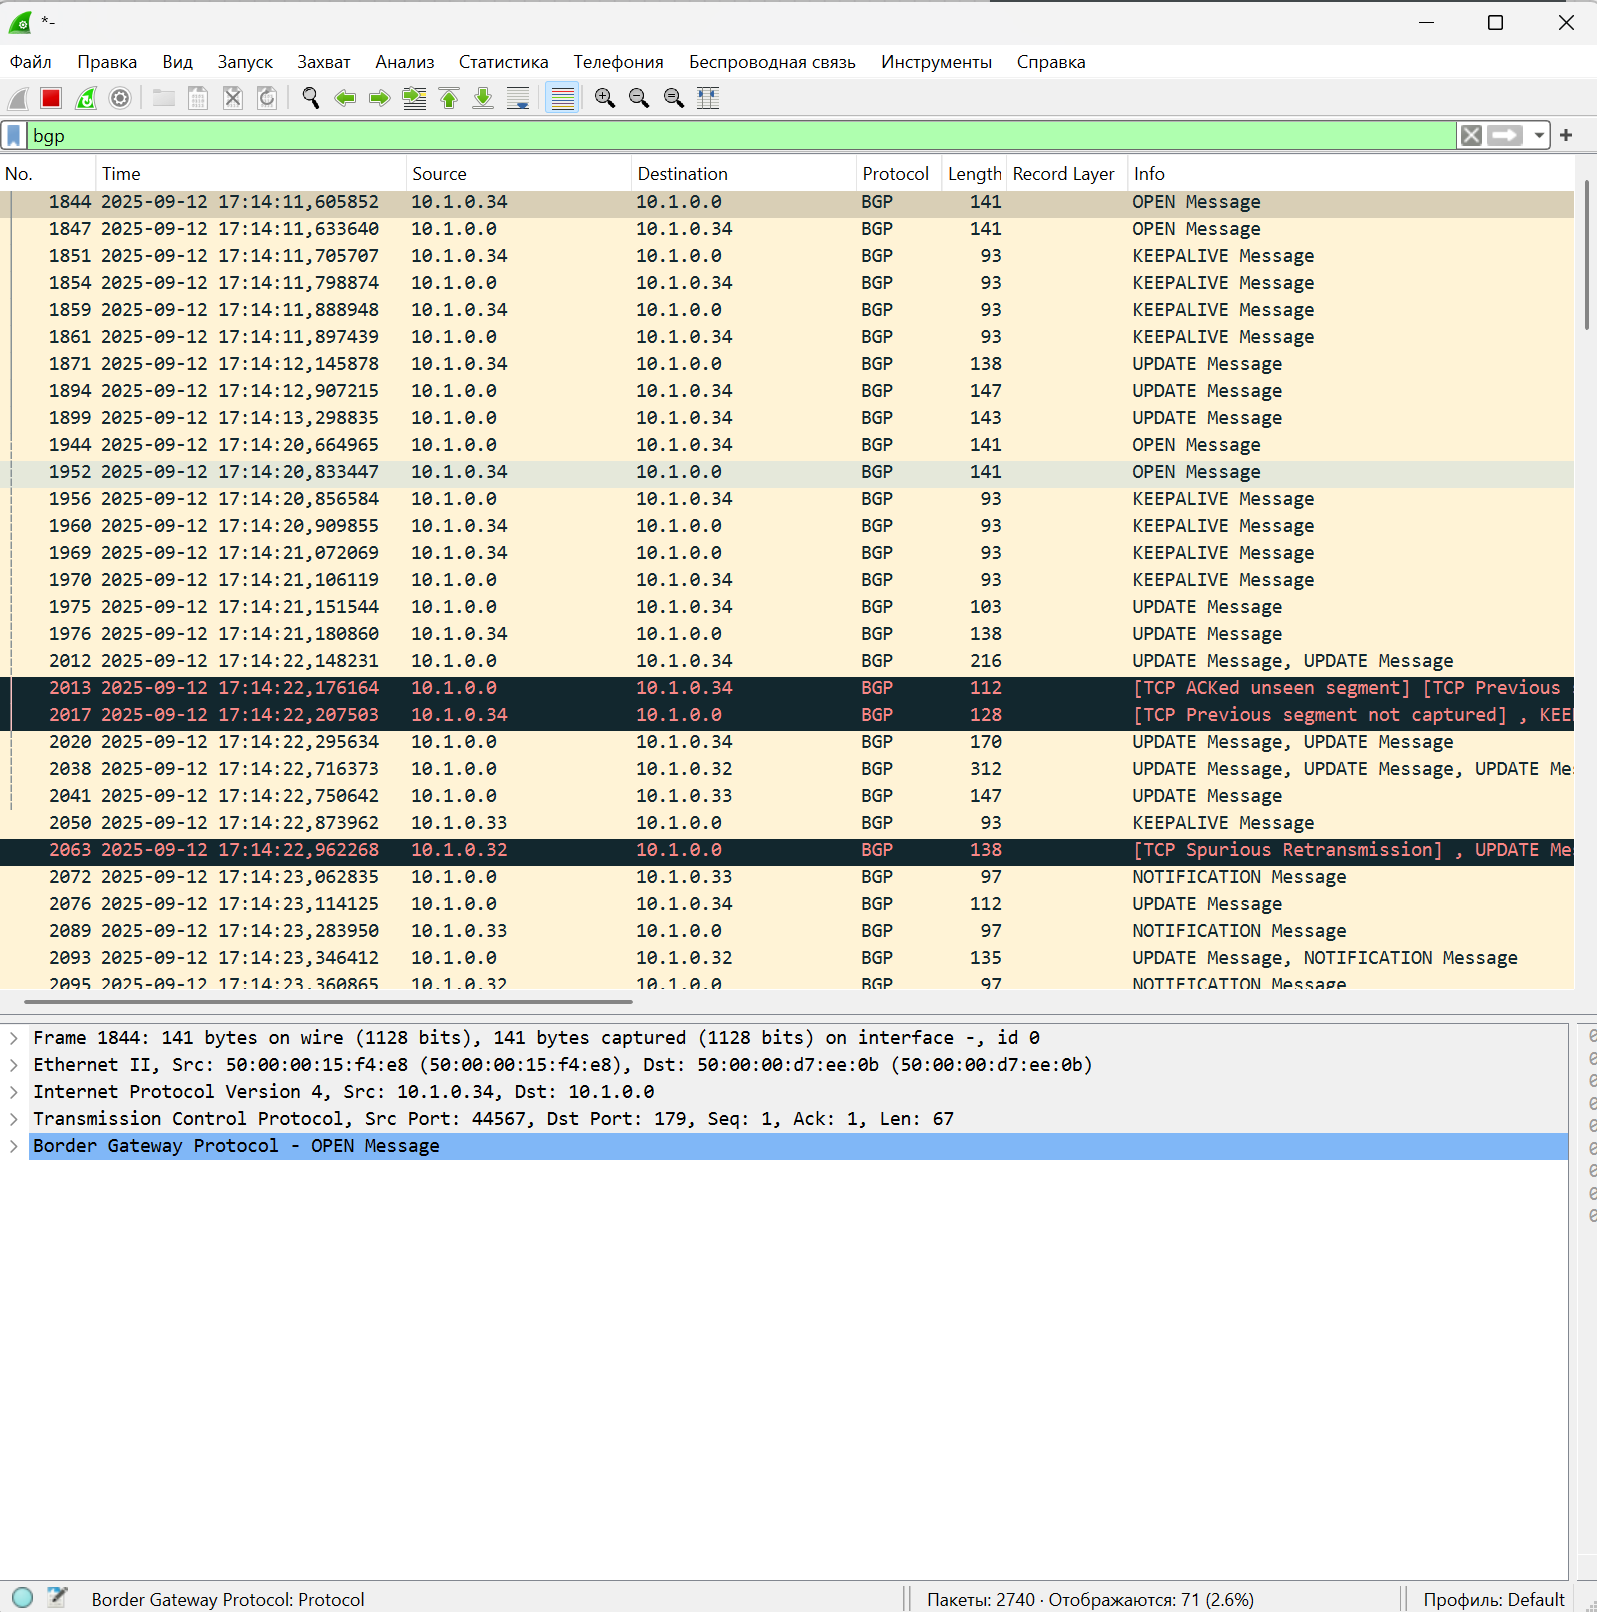 *-
Файл Правка Вид Запуск Захват Анализ Статистика Телефония Беспроводная связь Инструменты Справка
bgp
No. Time Source Destination Protocol Length Record Layer Info
1844 2025-09-12 17:14:11,605852 10.1.0.34 10.1.0.0 BGP 141 OPEN Message
1847 2025-09-12 17:14:11,633640 10.1.0.0 10.1.0.34 BGP 141 OPEN Message
1851 2025-09-12 17:14:11,705707 10.1.0.34 10.1.0.0 BGP 93 KEEPALIVE Message
1854 2025-09-12 17:14:11,798874 10.1.0.0 10.1.0.34 BGP 93 KEEPALIVE Message
1859 2025-09-12 17:14:11,888948 10.1.0.34 10.1.0.0 BGP 93 KEEPALIVE Message
1861 2025-09-12 17:14:11,897439 10.1.0.0 10.1.0.34 BGP 93 KEEPALIVE Message
1871 2025-09-12 17:14:12,145878 10.1.0.34 10.1.0.0 BGP 138 UPDATE Message
1894 2025-09-12 17:14:12,907215 10.1.0.0 10.1.0.34 BGP 147 UPDATE Message
1899 2025-09-12 17:14:13,298835 10.1.0.0 10.1.0.34 BGP 143 UPDATE Message
1944 2025-09-12 17:14:20,664965 10.1.0.0 10.1.0.34 BGP 141 OPEN Message
1952 2025-09-12 17:14:20,833447 10.1.0.34 10.1.0.0 BGP 141 OPEN Message
1956 2025-09-12 17:14:20,856584 10.1.0.0 10.1.0.34 BGP 93 KEEPALIVE Message
1960 2025-09-12 17:14:20,909855 10.1.0.34 10.1.0.0 BGP 93 KEEPALIVE Message
1969 2025-09-12 17:14:21,072069 10.1.0.34 10.1.0.0 BGP 93 KEEPALIVE Message
1970 2025-09-12 17:14:21,106119 10.1.0.0 10.1.0.34 BGP 93 KEEPALIVE Message
1975 2025-09-12 17:14:21,151544 10.1.0.0 10.1.0.34 BGP 103 UPDATE Message
1976 2025-09-12 17:14:21,180860 10.1.0.34 10.1.0.0 BGP 138 UPDATE Message
2012 2025-09-12 17:14:22,148231 10.1.0.0 10.1.0.34 BGP 216 UPDATE Message, UPDATE Message
2013 2025-09-12 17:14:22,176164 10.1.0.0 10.1.0.34 BGP 112 [TCP ACKed unseen segment] [TCP Previous
2017 2025-09-12 17:14:22,207503 10.1.0.34 10.1.0.0 BGP 128 [TCP Previous segment not captured] , KEE
2020 2025-09-12 17:14:22,295634 10.1.0.0 10.1.0.34 BGP 170 UPDATE Message, UPDATE Message
2038 2025-09-12 17:14:22,716373 10.1.0.0 10.1.0.32 BGP 312 UPDATE Message, UPDATE Message, UPDATE Me
2041 2025-09-12 17:14:22,750642 10.1.0.0 10.1.0.33 BGP 147 UPDATE Message
2050 2025-09-12 17:14:22,873962 10.1.0.33 10.1.0.0 BGP 93 KEEPALIVE Message
2063 2025-09-12 17:14:22,962268 10.1.0.32 10.1.0.0 BGP 138 [TCP Spurious Retransmission] , UPDATE Me
2072 2025-09-12 17:14:23,062835 10.1.0.0 10.1.0.33 BGP 97 NOTIFICATION Message
2076 2025-09-12 17:14:23,114125 10.1.0.0 10.1.0.34 BGP 112 UPDATE Message
2089 2025-09-12 17:14:23,283950 10.1.0.33 10.1.0.0 BGP 97 NOTIFICATION Message
2093 2025-09-12 17:14:23,346412 10.1.0.0 10.1.0.32 BGP 135 UPDATE Message, NOTIFICATION Message
2095 2025-09-12 17:14:23,360865 10.1.0.32 10.1.0.0 BGP 97 NOTIFICATION Message
Frame 1844: 141 bytes on wire (1128 bits), 141 bytes captured (1128 bits) on interface -, id 0
Ethernet II, Src: 50:00:00:15:f4:e8 (50:00:00:15:f4:e8), Dst: 50:00:00:d7:ee:0b (50:00:00:d7:ee:0b)
Internet Protocol Version 4, Src: 10.1.0.34, Dst: 10.1.0.0
Transmission Control Protocol, Src Port: 44567, Dst Port: 179, Seq: 1, Ack: 1, Len: 67
Border Gateway Protocol - OPEN Message
Border Gateway Protocol: Protocol Пакеты: 2740 · Отображаются: 71 (2.6%) Профиль: Default